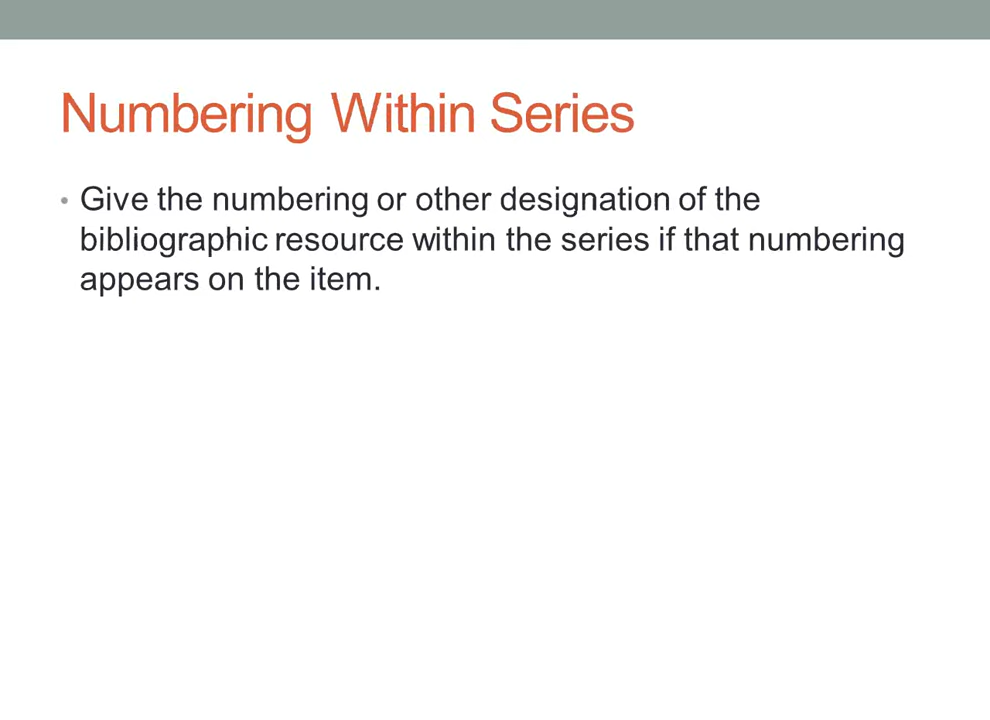 Numbering Within Series
• Give the numbering or other designation of the
bibliographic resource within the series if that numbering
appears on the item.